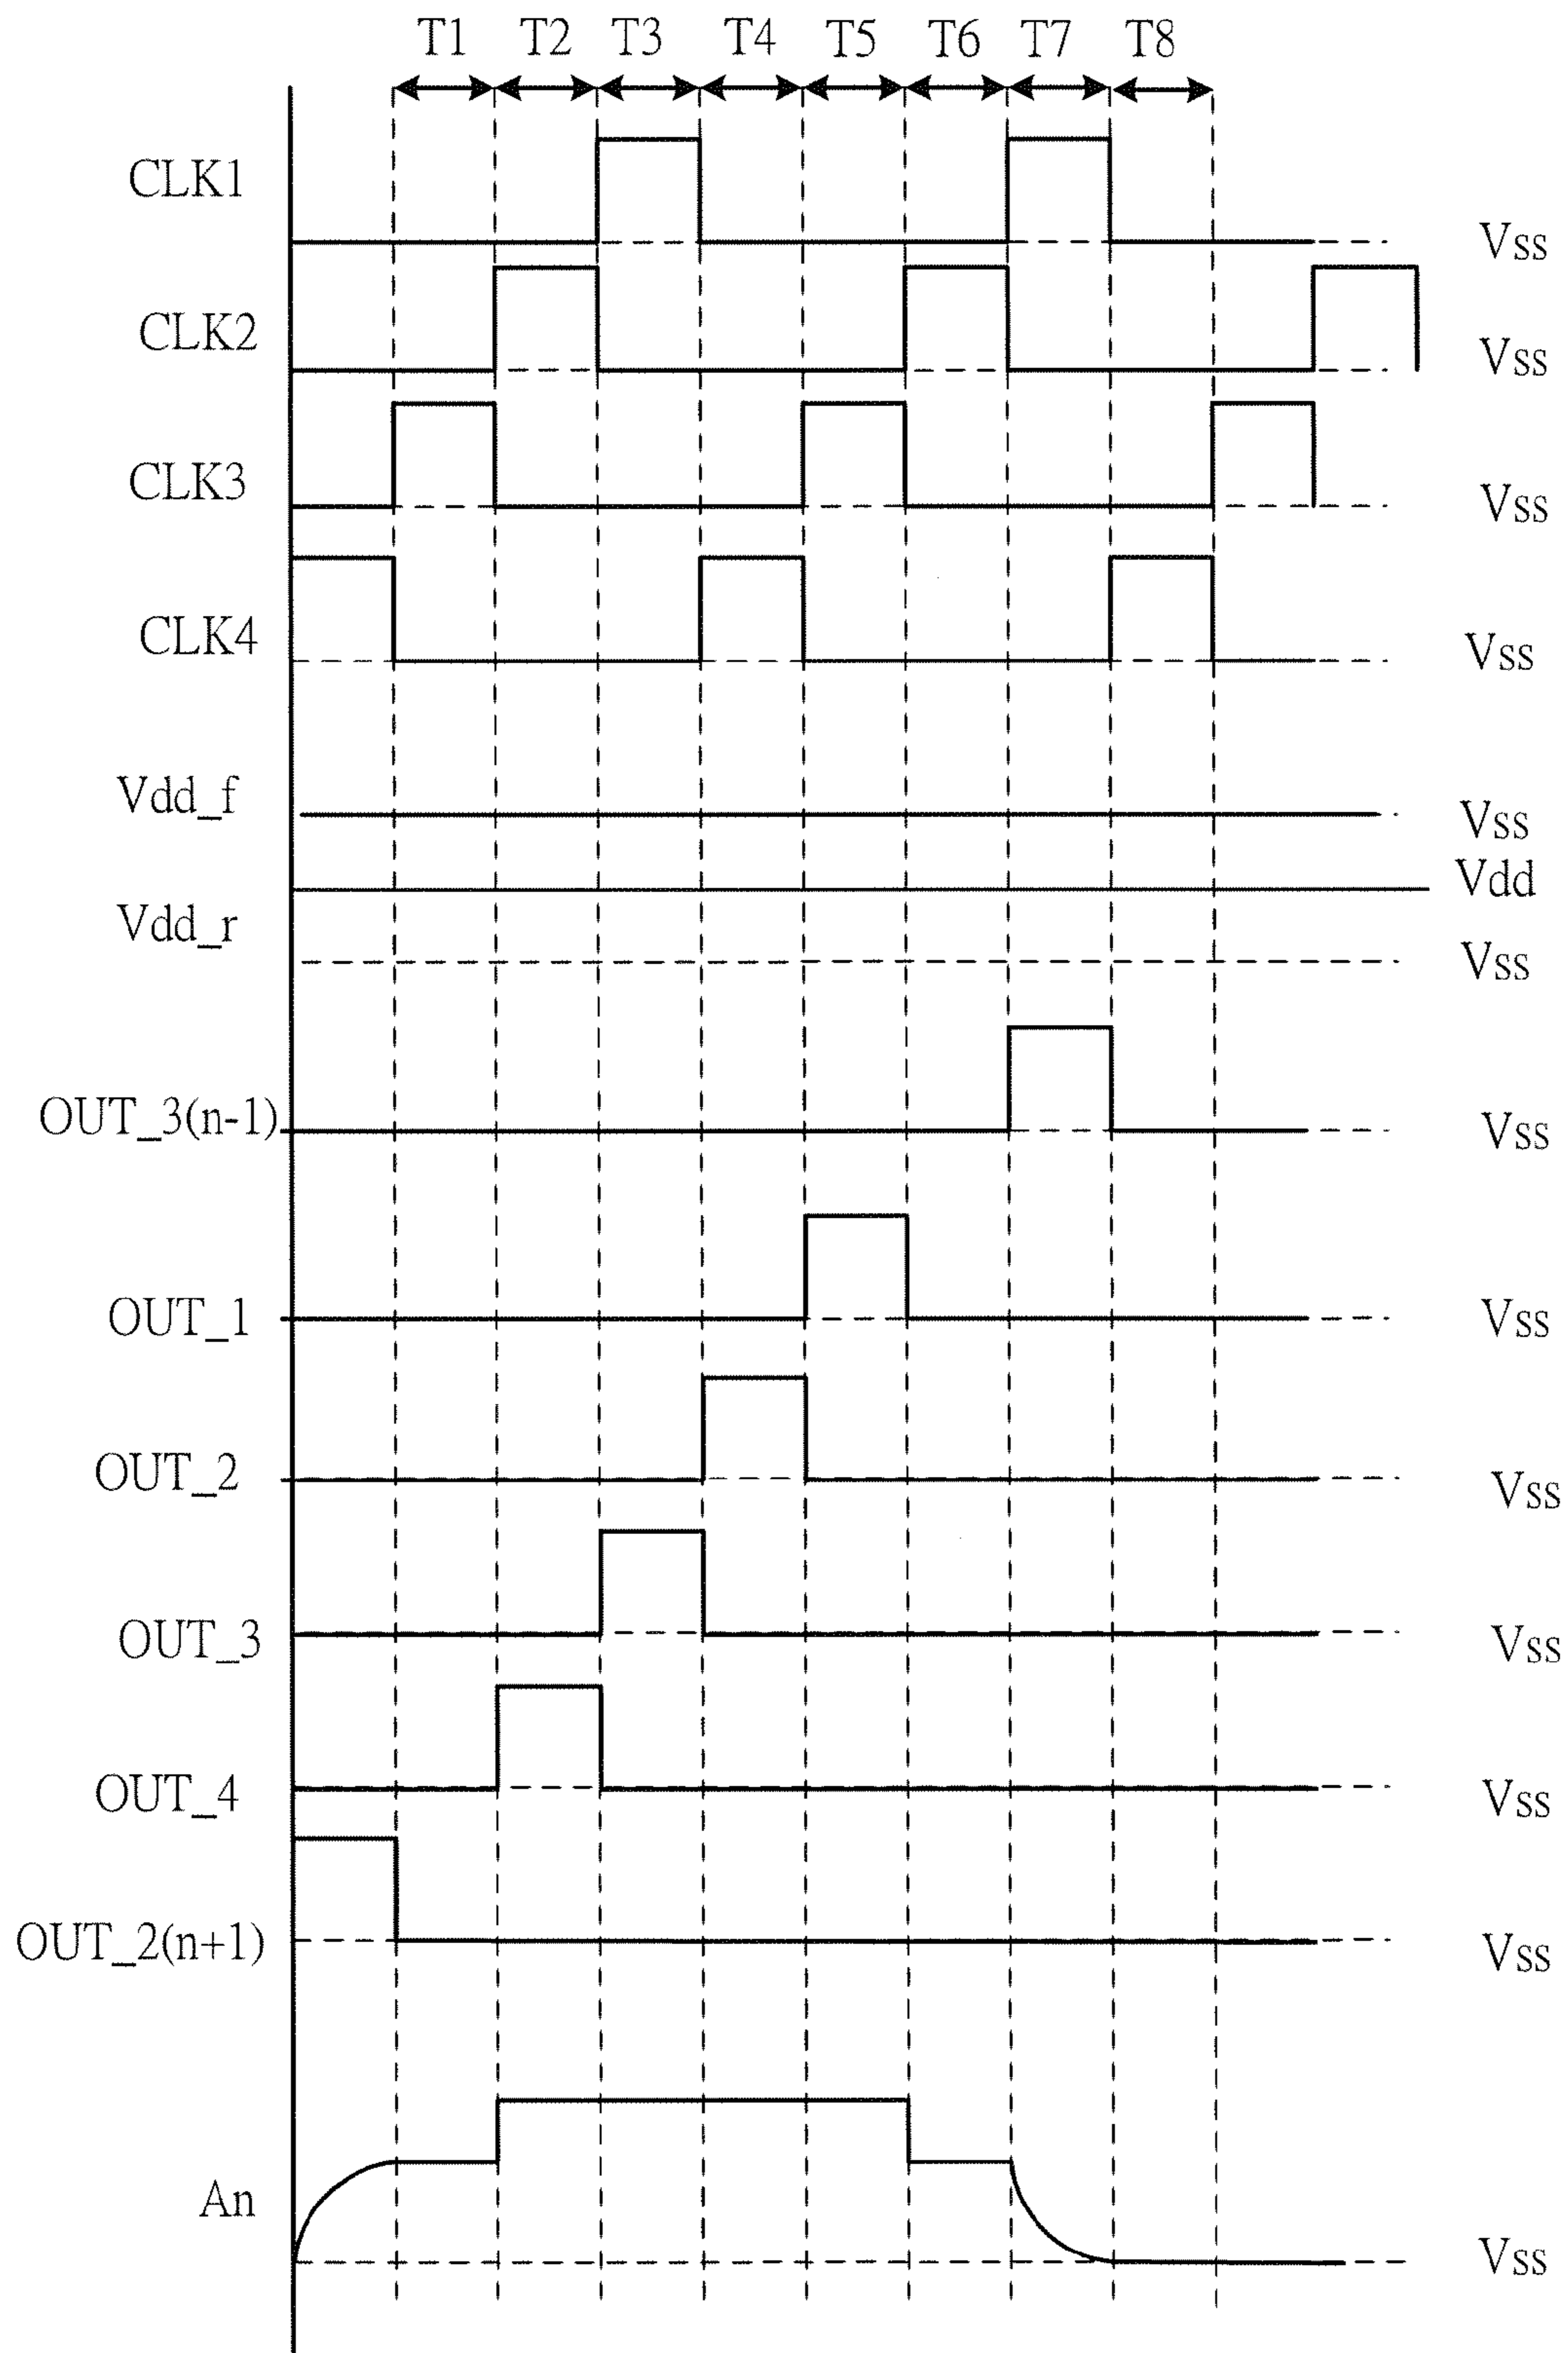 T1 T2 T3 T4 T5 T6 T7 T8
CLK1 Vss
CLK2 Vss
CLK3 Vss
CLK4 Vss
Vdd_f Vss
Vdd
Vdd_r Vss
OUT_3(n-1) Vss
OUT_1 Vss
OUT_2 Vss
OUT_3 Vss
OUT_4 Vss
OUT_2(n+1) Vss
An Vss